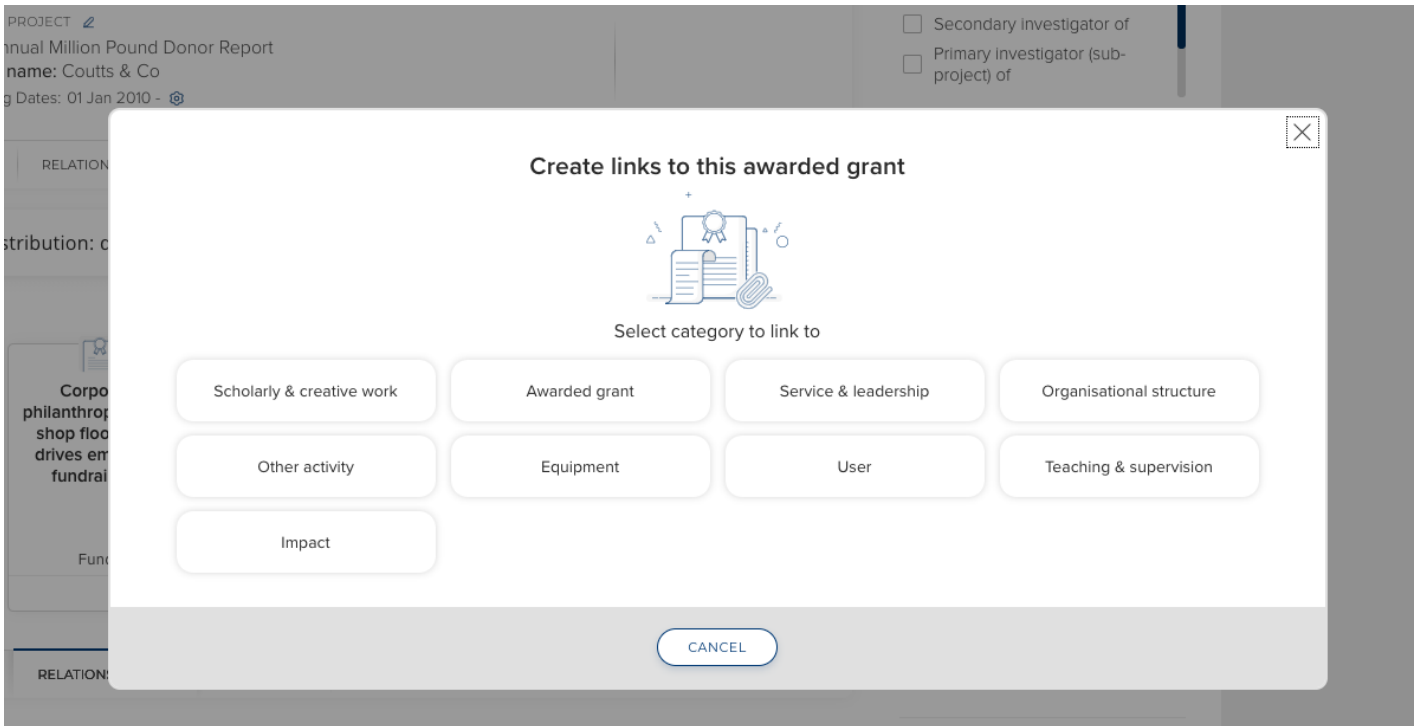 PROJECT
nnual Million Pound Donor Report
name: Coutts & Co
g Dates: 01 Jan 2010 -
Secondary investigator of
Primary investigator (sub-
project) of
RELATION
stribution: c
Corpo
philanthrop
shop floo
drives em
fundrai
Fund
RELATIONS
Create links to this awarded grant
Select category to link to
Scholarly & creative work
Awarded grant
Service & leadership
Organisational structure
Other activity
Equipment
User
Teaching & supervision
Impact
CANCEL